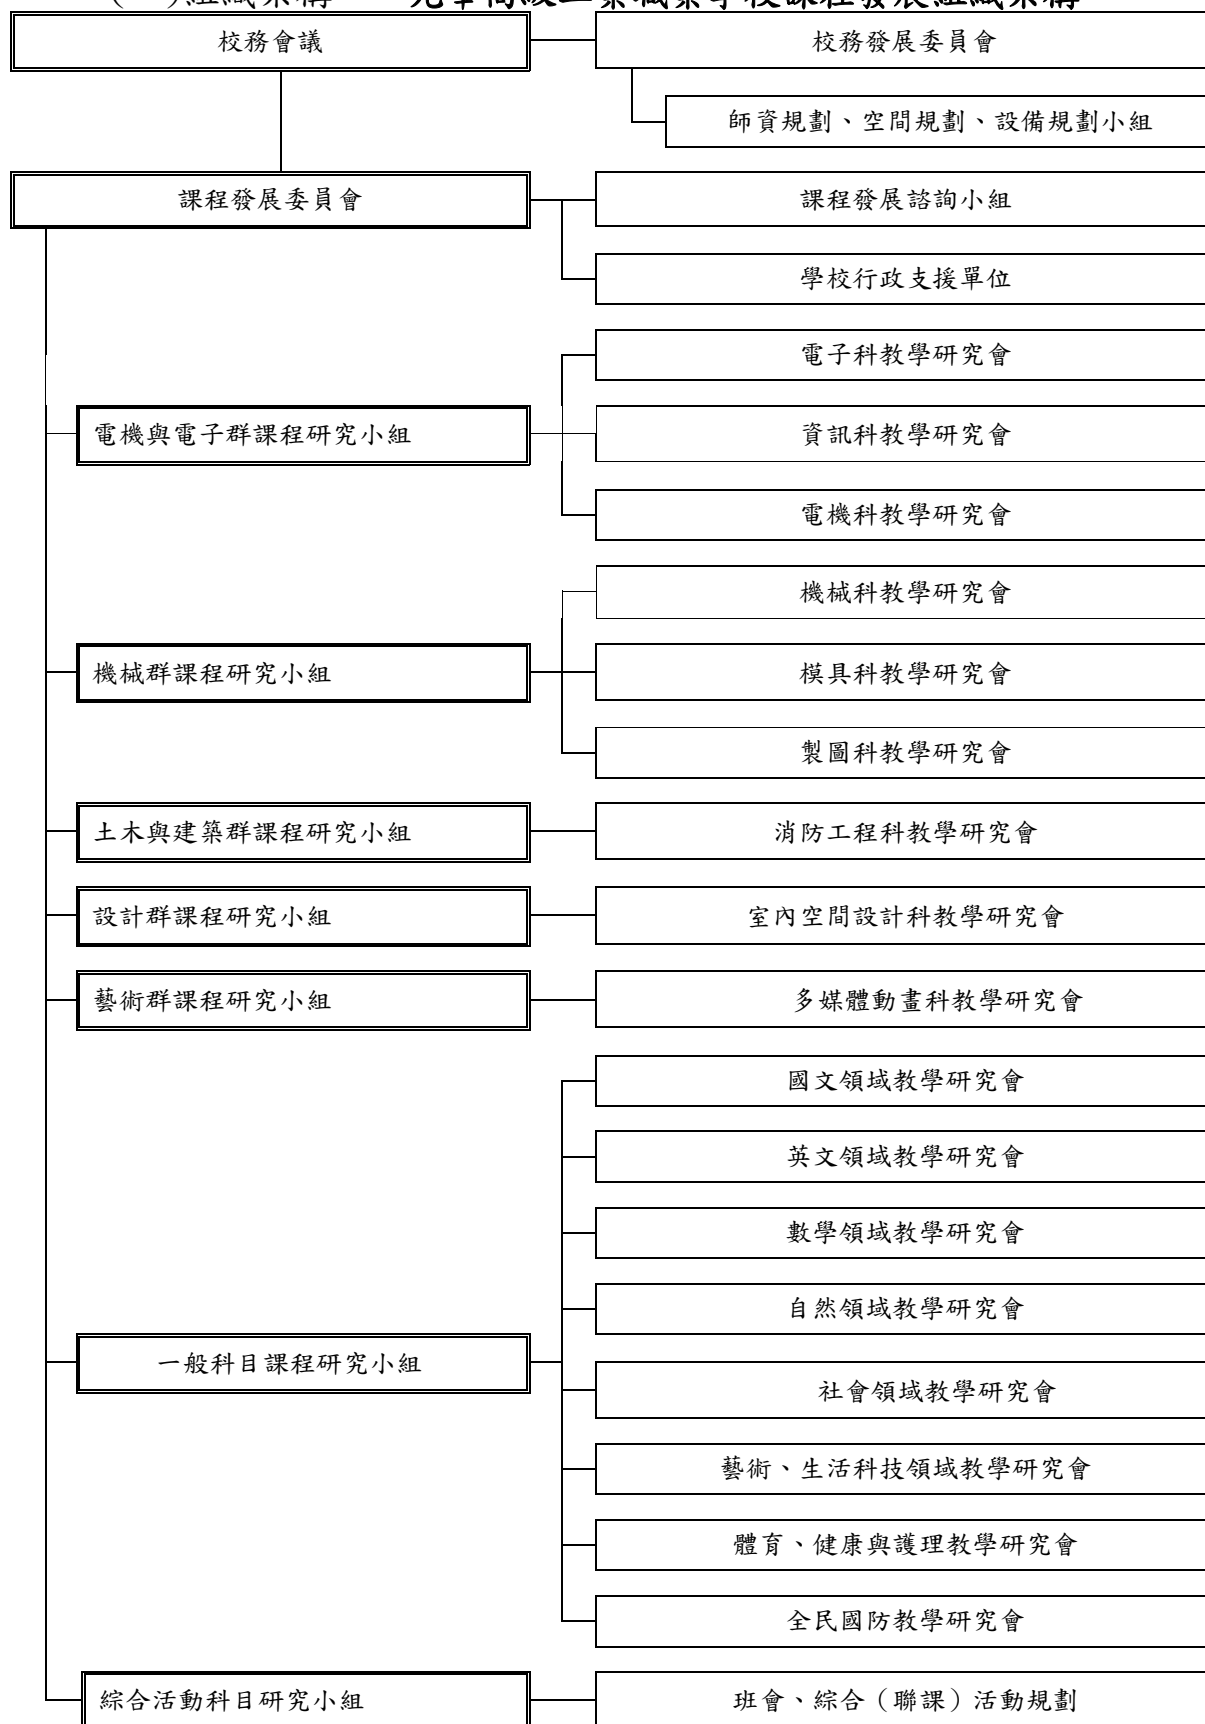 校務會議
校務發展委員會
師資規劃、空間規劃、設備規劃小組
課程發展委員會
課程發展諮詢小組
學校行政支援單位
電子科教學研究會
電機與電子群課程研究小組
資訊科教學研究會
電機科教學研究會
機械科教學研究會
機械群課程研究小組
模具科教學研究會
製圖科教學研究會
土木與建築群課程研究小組
消防工程科教學研究會
設計群課程研究小組
室內空間設計科教學研究會
藝術群課程研究小組
多媒體動畫科教學研究會
國文領域教學研究會
英文領域教學研究會
數學領域教學研究會
自然領域教學研究會
一般科目課程研究小組
社會領域教學研究會
藝術、生活科技領域教學研究會
體育、健康與護理教學研究會
全民國防教學研究會
綜合活動科目研究小組
班會、綜合（聯課）活動規劃